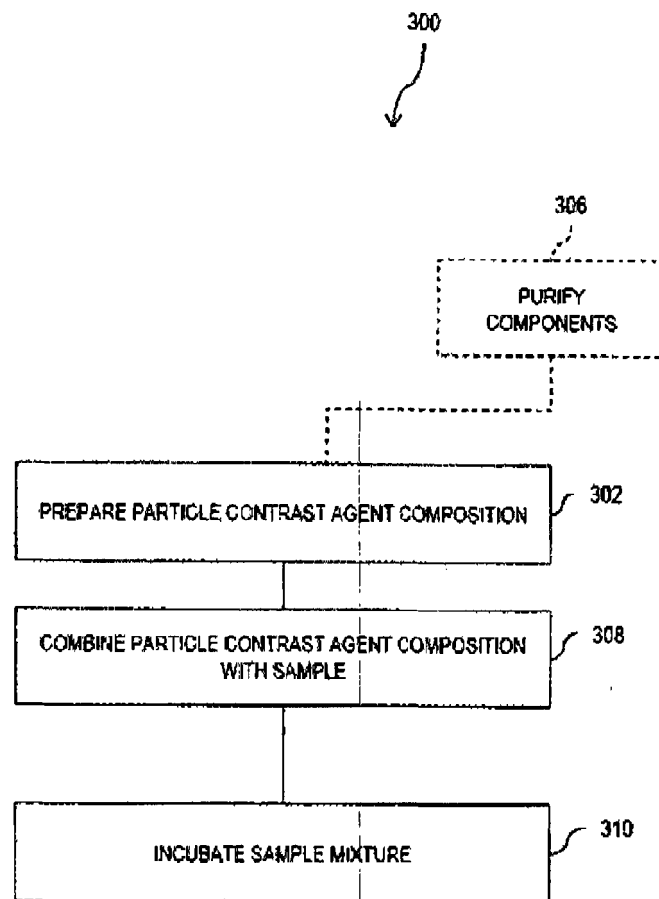 300
306
PURIFY
COMPONENTS
PREPARE PARTICLE CONTRAST AGENT COMPOSITION
302
COMBINE PARTICLE CONTRAST AGENT COMPOSITION
WITH SAMPLE
308
INCUBATE SAMPLE MIXTURE
310